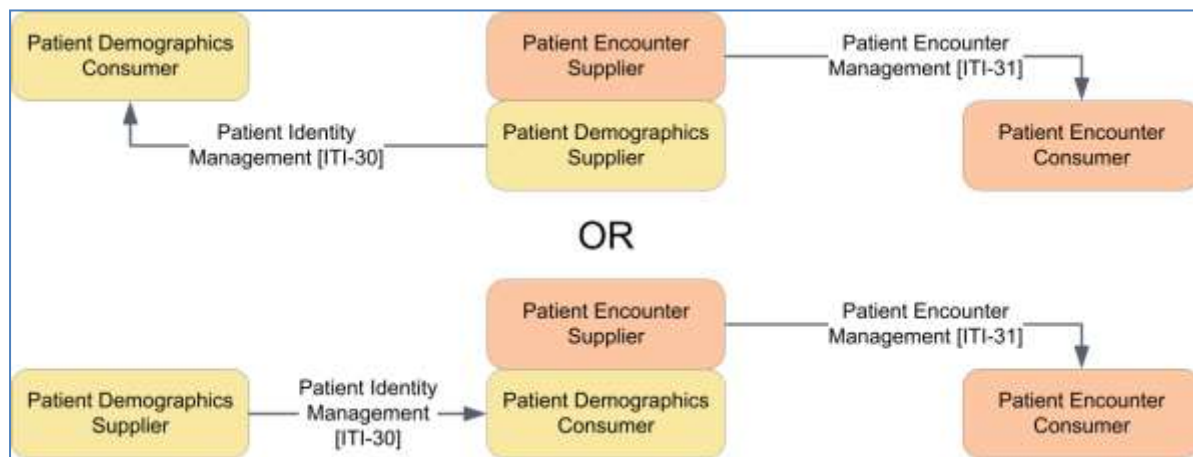 Patient Demographics
Consumer
Patient Encounter
Supplier
Patient Encounter
Management [ITI-31]
Patient Identity
Management [ITI-30]
Patient Demographics
Supplier
Patient Encounter
Consumer
OR
Patient Encounter
Supplier
Patient Encounter
Management [ITI-31]
Patient Demographics
Supplier
Patient Identity
Management
[ITI-30]
Patient Demographics
Consumer
Patient Encounter
Consumer